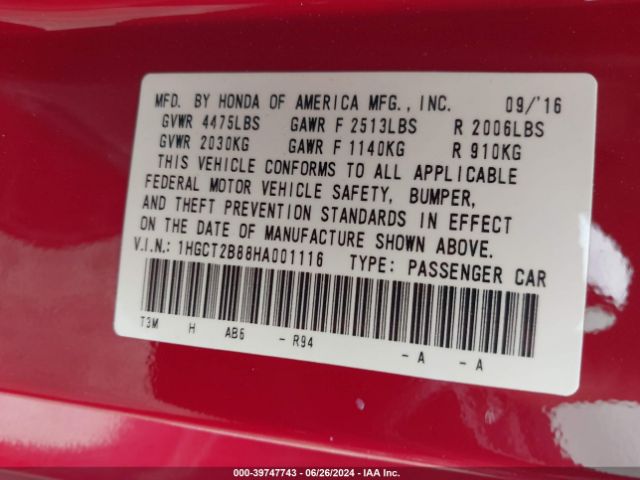 MFD. BY HONDA OF AMERICA MFG., INC. 09/'16
GVWR 4475LBS GAWR F 2513LBS R 2006LBS
GVWR 2030KG GAWR F 1140KG R 910KG
THIS VEHICLE CONFORMS TO ALL APPLICABLE
FEDERAL MOTOR VEHICLE SAFETY, BUMPER,
AND THEFT PREVENTION STANDARDS IN EFFECT
ON THE DATE OF MANUFACTURE SHOWN ABOVE.
V.I.N.: 1HGCT2B88HA001116 TYPE: PASSENGER CAR
T3M H AB6 - R94 - A - A
000-39747743 / 06/26/2024 / IAA Inc.